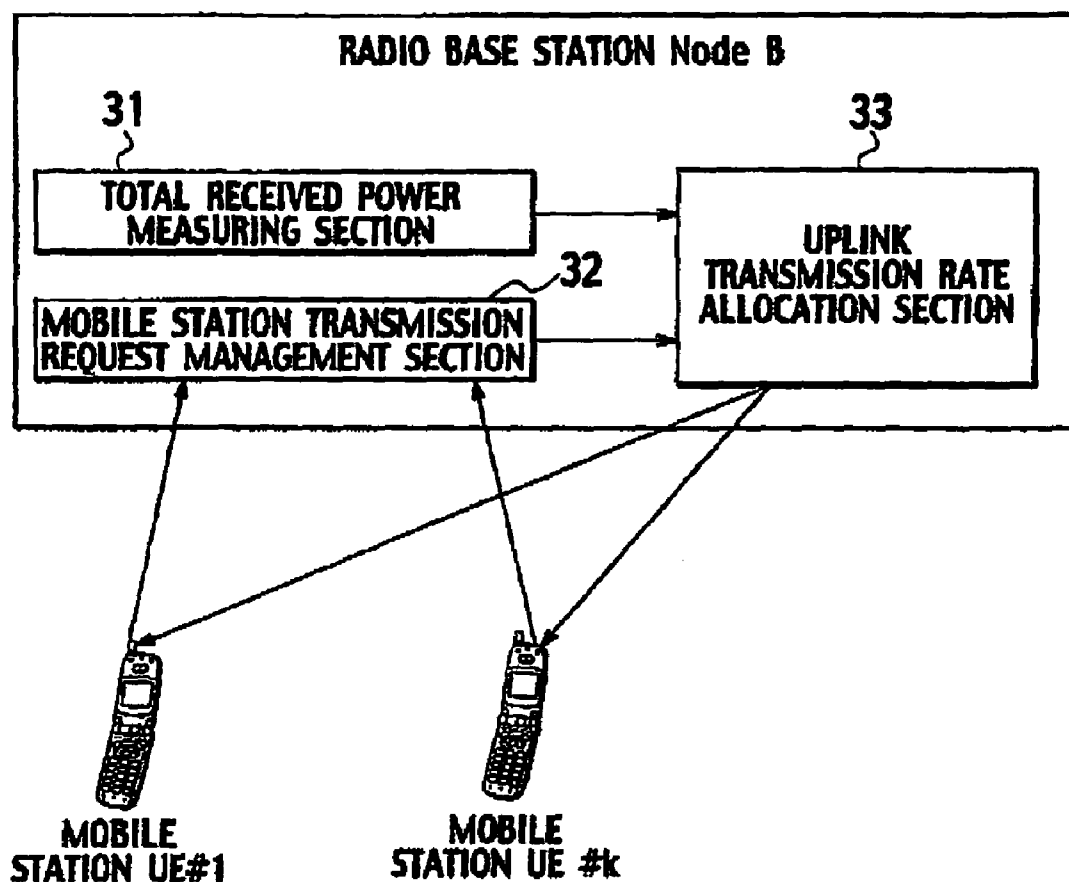 RADIO BASE STATION Node B
31
33
TOTAL RECEIVED POWER
MEASURING SECTION
32
MOBILE STATION TRANSMISSION
REQUEST MANAGEMENT SECTION
UPLINK
TRANSMISSION RATE
ALLOCATION SECTION
MOBILE
STATION UE#1
MOBILE
STATION UE #k